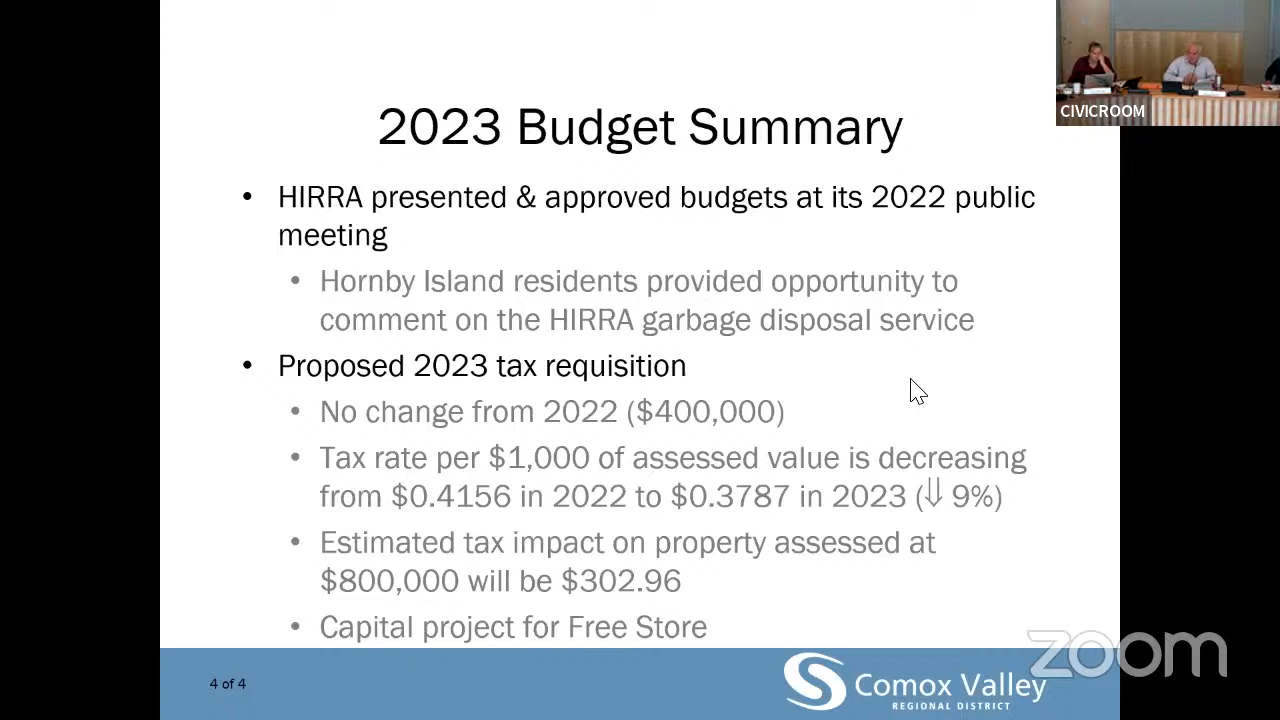 CIVICROOM
2023 Budget Summary
• HIRRA presented & approved budgets at its 2022 public
meeting
• Hornby Island residents provided opportunity to
comment on the HIRRA garbage disposal service
• Proposed 2023 tax requisition
• No change from 2022 ($400,000)
• Tax rate per $1,000 of assessed value is decreasing
from $0.4156 in 2022 to $0.3787 in 2023 (⇓ 9%)
• Estimated tax impact on property assessed at
$800,000 will be $302.96
• Capital project for Free Store
zoom
4 of 4
Comox Valley
REGIONAL DISTRICT